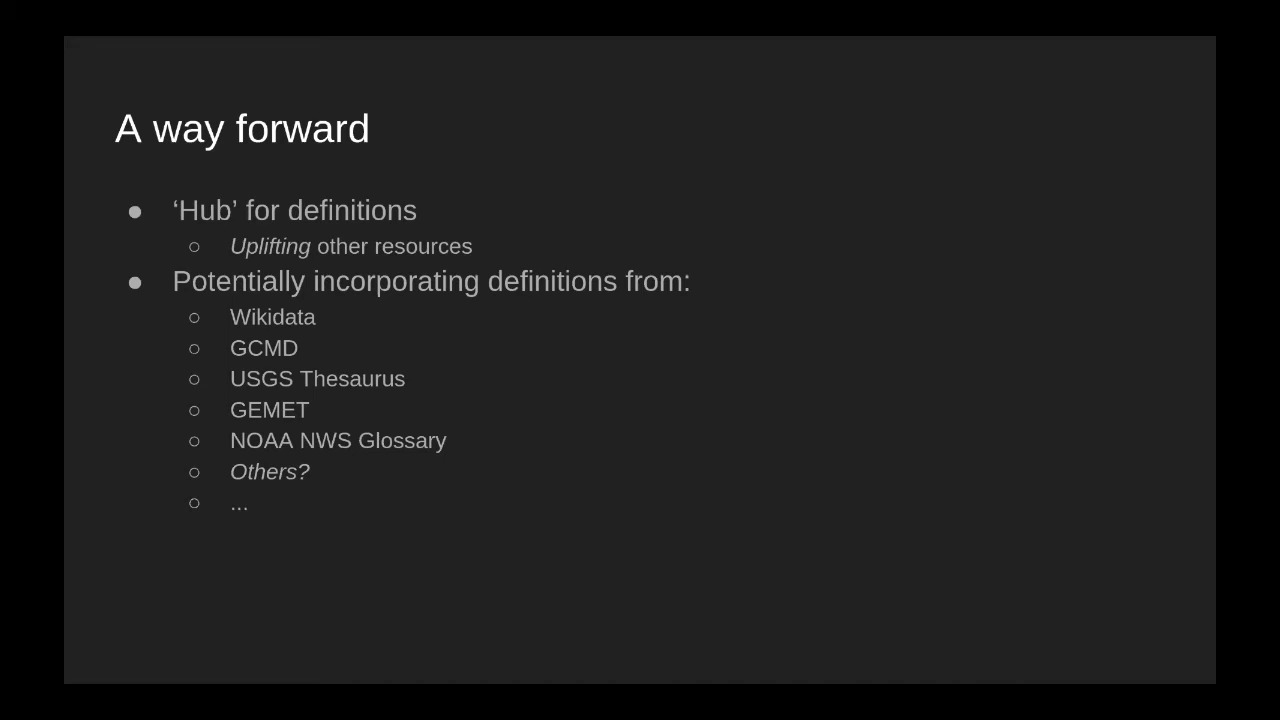 A way forward
● ‘Hub’ for definitions
○ Uplifting other resources
● Potentially incorporating definitions from:
○ Wikidata
○ GCMD
○ USGS Thesaurus
○ GEMET
○ NOAA NWS Glossary
○ Others?
○ ...